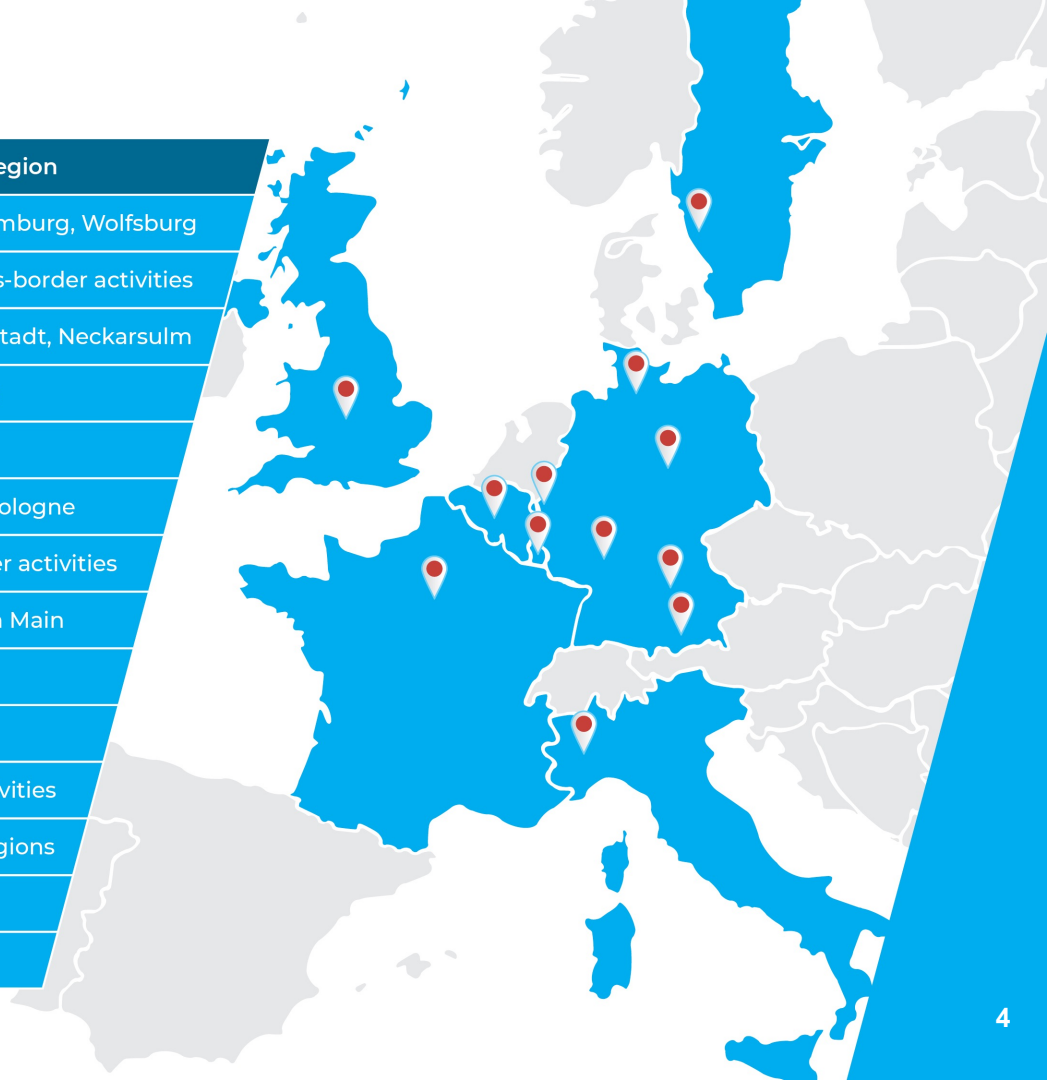 egion
mburg, Wolfsburg
s-border activities
tadt, Neckarsulm
ologne
er activities
Main
vities
gions
4